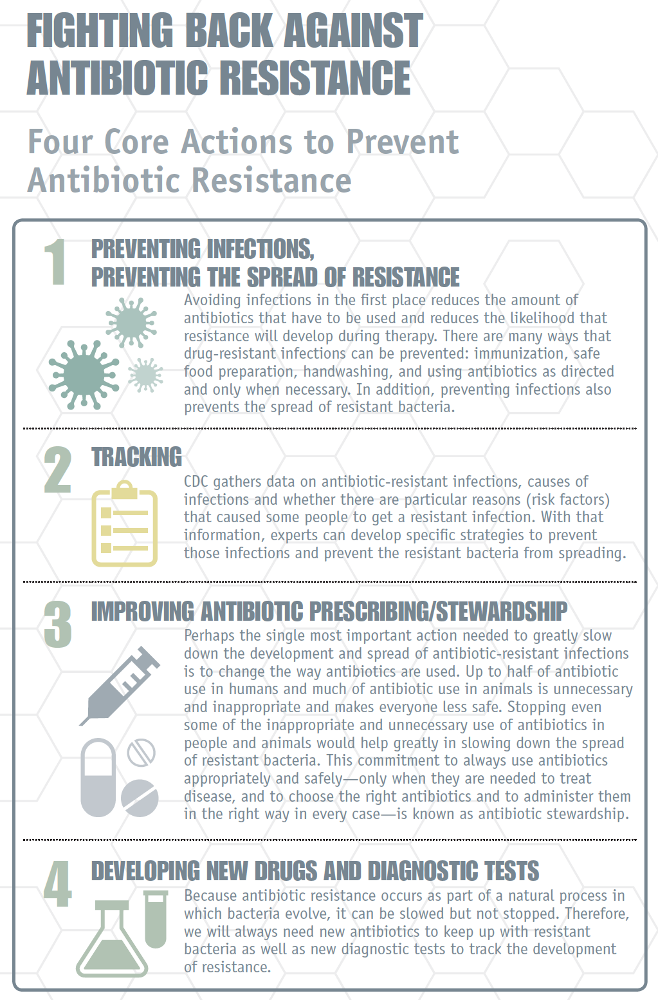 FIGHTING BACK AGAINST
ANTIBIOTIC RESISTANCE
Four Core Actions to Prevent
Antibiotic Resistance
1
PREVENTING INFECTIONS,
PREVENTING THE SPREAD OF RESISTANCE
Avoiding infections in the first place reduces the amount of
antibiotics that have to be used and reduces the likelihood that
resistance will develop during therapy. There are many ways that
drug-resistant infections can be prevented: immunization, safe
food preparation, handwashing, and using antibiotics as directed
and only when necessary. In addition, preventing infections also
prevents the spread of resistant bacteria.
2
TRACKING
CDC gathers data on antibiotic-resistant infections, causes of
infections and whether there are particular reasons (risk factors)
that caused some people to get a resistant infection. With that
information, experts can develop specific strategies to prevent
those infections and prevent the resistant bacteria from spreading.
3
IMPROVING ANTIBIOTIC PRESCRIBING/STEWARDSHIP
Perhaps the single most important action needed to greatly slow
down the development and spread of antibiotic-resistant infections
is to change the way antibiotics are used. Up to half of antibiotic
use in humans and much of antibiotic use in animals is unnecessary
and inappropriate and makes everyone less safe. Stopping even
some of the inappropriate and unnecessary use of antibiotics in
people and animals would help greatly in slowing down the spread
of resistant bacteria. This commitment to always use antibiotics
appropriately and safely—only when they are needed to treat
disease, and to choose the right antibiotics and to administer them
in the right way in every case—is known as antibiotic stewardship.
4
DEVELOPING NEW DRUGS AND DIAGNOSTIC TESTS
Because antibiotic resistance occurs as part of a natural process in
which bacteria evolve, it can be slowed but not stopped. Therefore,
we will always need new antibiotics to keep up with resistant
bacteria as well as new diagnostic tests to track the development
of resistance.